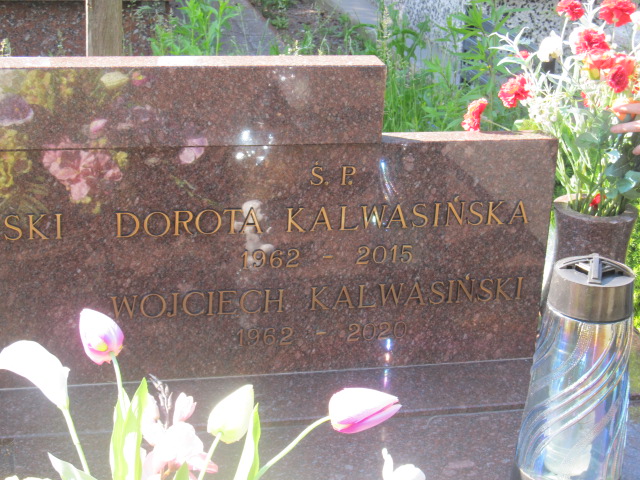 Ś. P.
SKI DOROTA KALWASIŃSKA
1962 - 2015
WOJCIECH KALWASIŃSKI
1962 - 2020